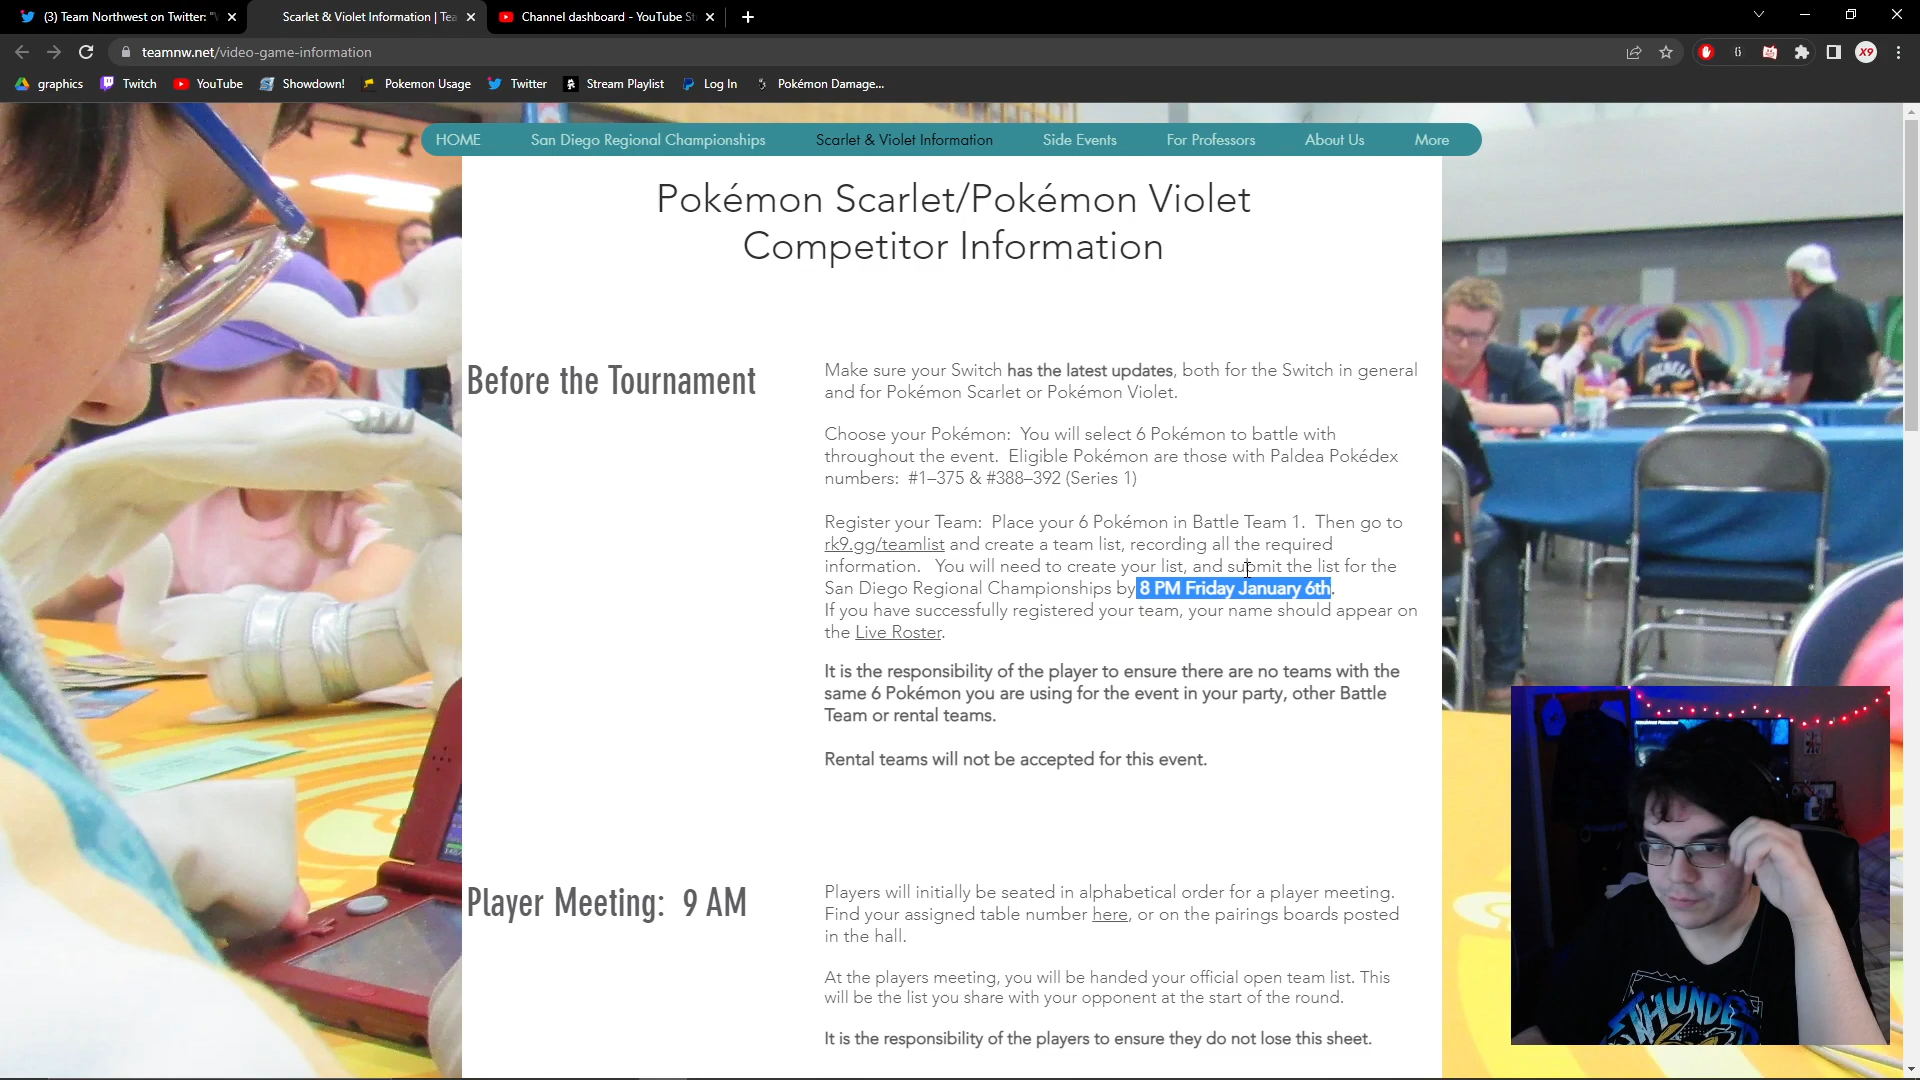 (3) Team Northwest on Twitter: "
Scarlet & Violet Information | Tea
Channel dashboard - YouTube St
teamnw.net/video-game-information
X9
graphics
Twitch
YouTube
Showdown!
Pokemon Usage
Twitter
Stream Playlist
Log In
Pokémon Damage...
HOME
San Diego Regional Championships
Scarlet & Violet Information
Side Events
For Professors
About Us
More
Pokémon Scarlet/Pokémon Violet
Competitor Information
Before the Tournament
Make sure your Switch has the latest updates, both for the Switch in general
and for Pokémon Scarlet or Pokémon Violet.
Choose your Pokémon:  You will select 6 Pokémon to battle with
throughout the event.  Eligible Pokémon are those with Paldea Pokédex
numbers:  #1–375 & #388–392 (Series 1)
Register your Team:  Place your 6 Pokémon in Battle Team 1.  Then go to
rk9.gg/teamlist and create a team list, recording all the required
information.   You will need to create your list, and submit the list for the
San Diego Regional Championships by 8 PM Friday January 6th.
If you have successfully registered your team, your name should appear on
the Live Roster.
It is the responsibility of the player to ensure there are no teams with the
same 6 Pokémon you are using for the event in your party, other Battle
Team or rental teams.
Rental teams will not be accepted for this event.
Player Meeting:  9 AM
Players will initially be seated in alphabetical order for a player meeting.
Find your assigned table number here, or on the pairings boards posted
in the hall.
At the players meeting, you will be handed your official open team list. This
will be the list you share with your opponent at the start of the round.
It is the responsibility of the players to ensure they do not lose this sheet.